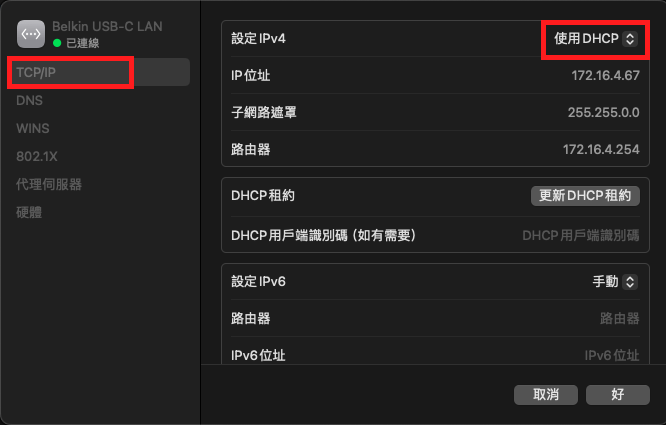 Belkin USB-C LAN
已連線
TCP/IP
DNS
WINS
802.1X
代理伺服器
硬體
設定 IPv4
使用 DHCP
IP 位址
172.16.4.67
子網路遮罩
255.255.0.0
路由器
172.16.4.254
DHCP 租約
更新 DHCP 租約
DHCP 用戶端識別碼（如有需要）
DHCP 用戶端識別碼
設定 IPv6
手動
路由器
路由器
IPv6 位址
IPv6 位址
取消
好